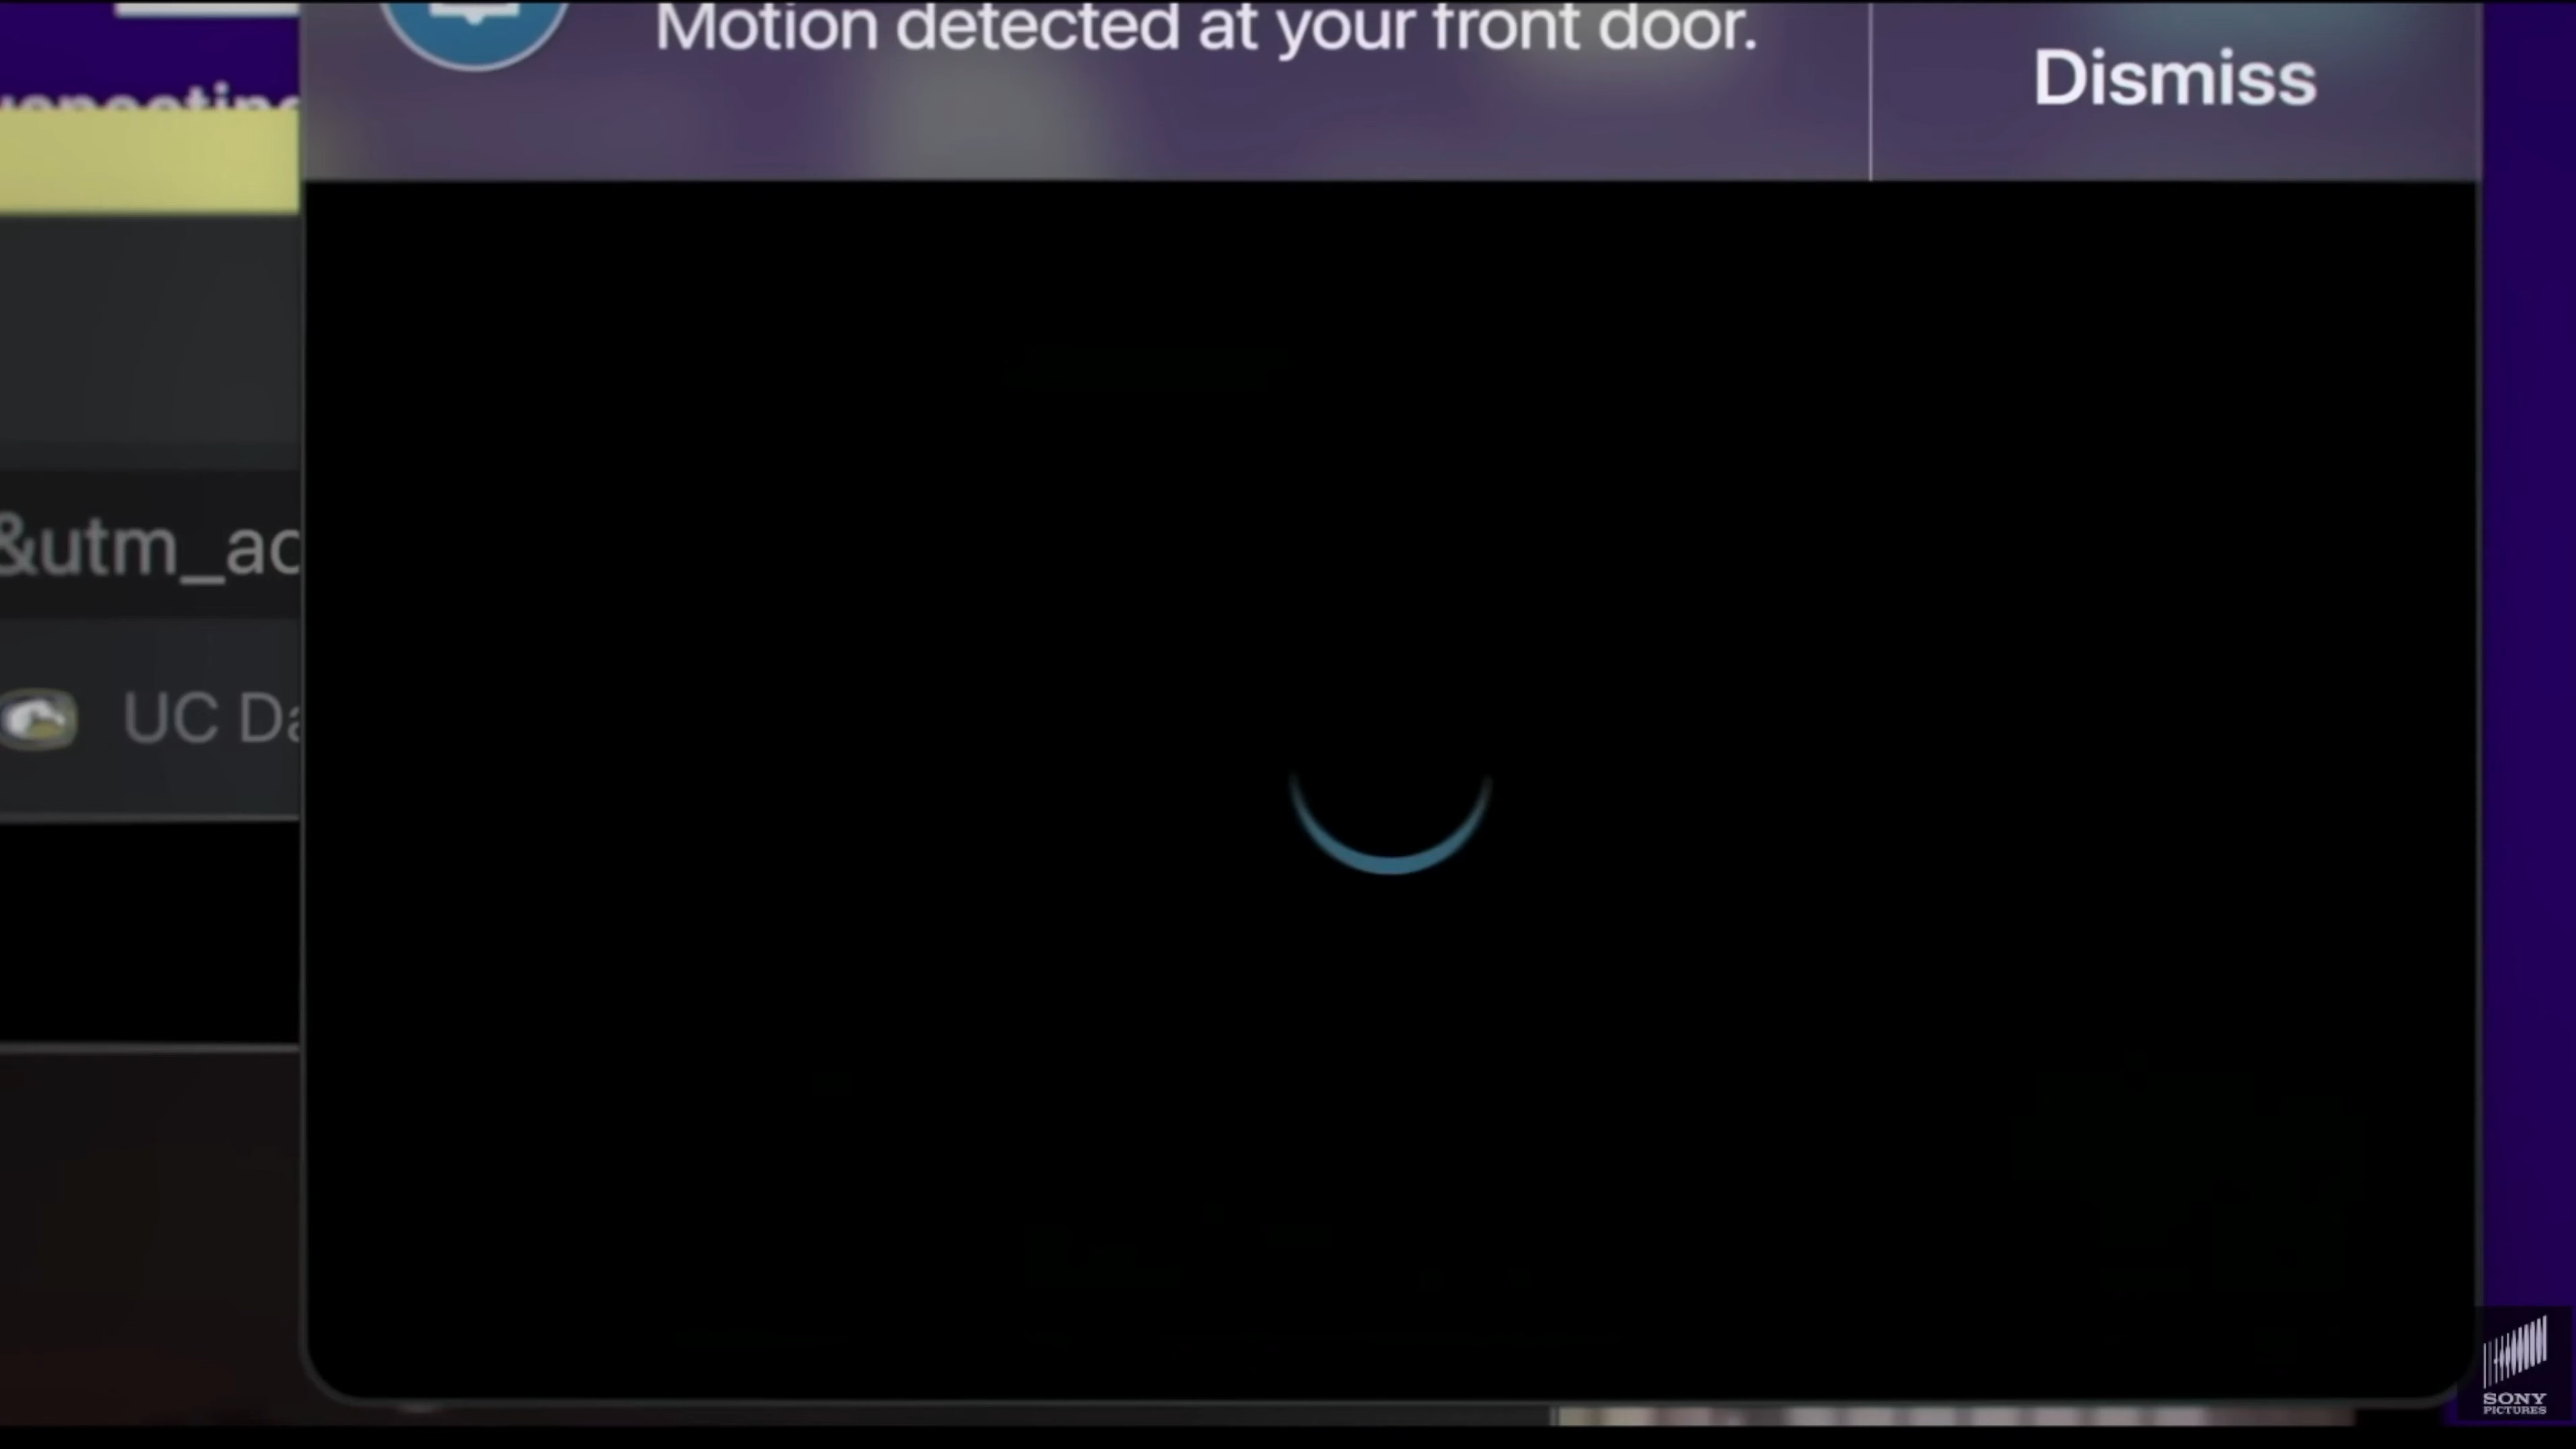 Motion detected at your front door.
Dismiss
&utm_ac
UC Da
SONY
PICTURES